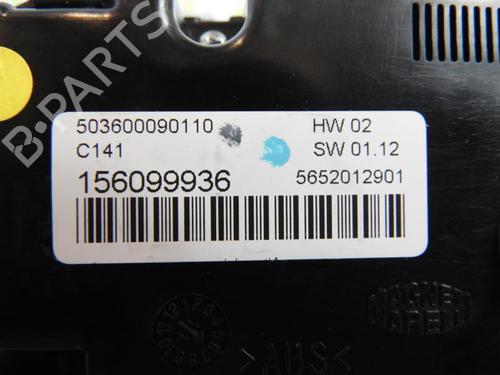 B-PARTS
503600090110
HW 02
C141
SW 01.12
156099936
5652012901
MAGNETI
MARELLI
>ABS<